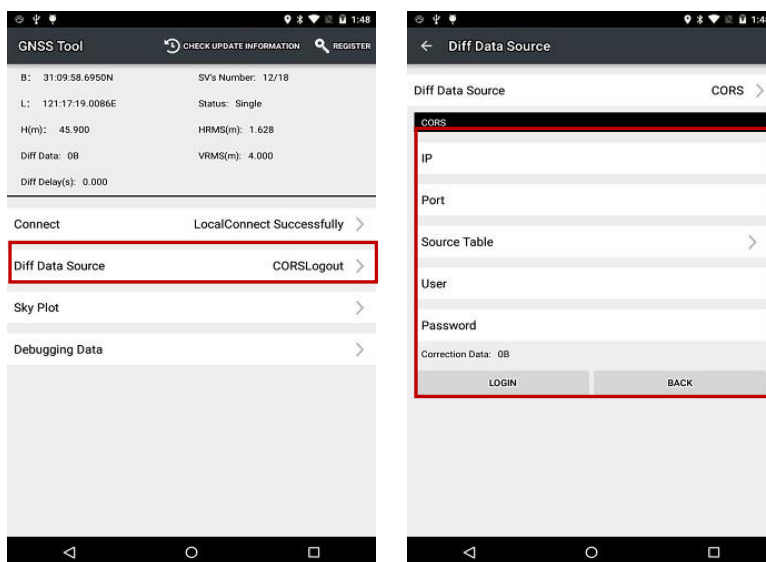 1:48
GNSS Tool CHECK UPDATE INFORMATION REGISTER
B: 31:09:58.6950N SV's Number: 12/18
L: 121:17:19.0086E Status: Single
H(m): 45.900 HRMS(m): 1.628
Diff Data: 0B VRMS(m): 4.000
Diff Delay(s): 0.000
Connect LocalConnect Successfully
Diff Data Source CORSLogout
Sky Plot
Debugging Data
1:48
Diff Data Source
Diff Data Source CORS
CORS
IP
Port
Source Table
User
Password
Correction Data: 0B
LOGIN BACK